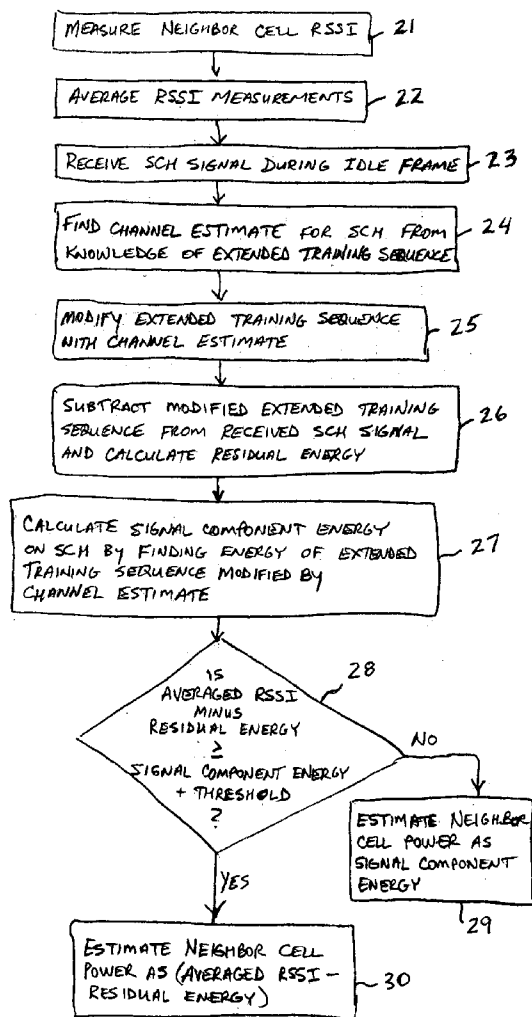 MEASURE NEIGHBOR CELL RSSI
21
AVERAGE RSSI MEASUREMENTS
22
RECEIVE SCH SIGNAL DURING IDLE FRAME
23
FIND CHANNEL ESTIMATE FOR SCH FROM
KNOWLEDGE OF EXTENDED TRAINING SEQUENCE
24
MODIFY EXTENDED TRAINING SEQUENCE
WITH CHANNEL ESTIMATE
25
SUBTRACT MODIFIED EXTENDED TRAINING
SEQUENCE FROM RECEIVED SCH SIGNAL
AND CALCULATE RESIDUAL ENERGY
26
CALCULATE SIGNAL COMPONENT ENERGY
ON SCH BY FINDING ENERGY OF EXTENDED
TRAINING SEQUENCE MODIFIED BY
CHANNEL ESTIMATE
27
IS
AVERAGED RSSI
MINUS
RESIDUAL ENERGY
≥
SIGNAL COMPONENT ENERGY
+ THRESHOLD
?
28
NO
ESTIMATE NEIGHBOR
CELL POWER AS
SIGNAL COMPONENT
ENERGY
29
YES
ESTIMATE NEIGHBOR CELL
POWER AS (AVERAGED RSSI –
RESIDUAL ENERGY)
30